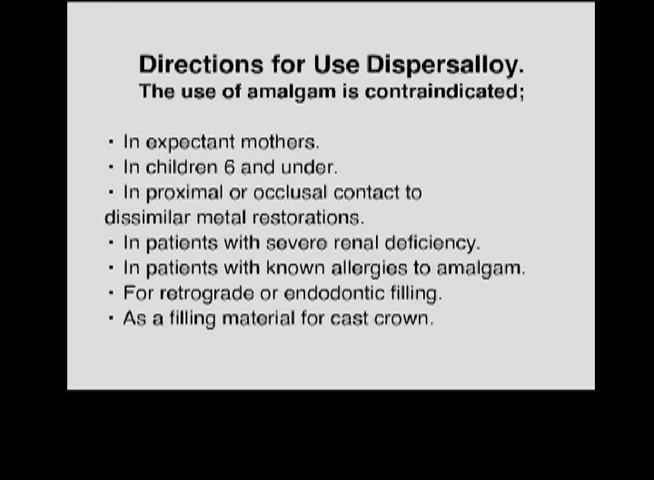 Directions for Use Dispersalloy.
The use of amalgam is contraindicated;
· In expectant mothers.
· In children 6 and under.
· In proximal or occlusal contact to
dissimilar metal restorations.
· In patients with severe renal deficiency.
· In patients with known allergies to amalgam.
· For retrograde or endodontic filling.
· As a filling material for cast crown.